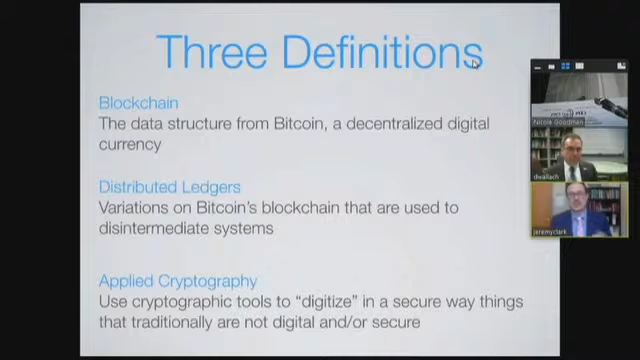 Three Definitions
Blockchain
The data structure from Bitcoin, a decentralized digital
currency
Distributed Ledgers
Variations on Bitcoin's blockchain that are used to
disintermediate systems
Applied Cryptography
Use cryptographic tools to “digitize” in a secure way things
that traditionally are not digital and/or secure
Nicole Goodman
dwallach
jeremyclark